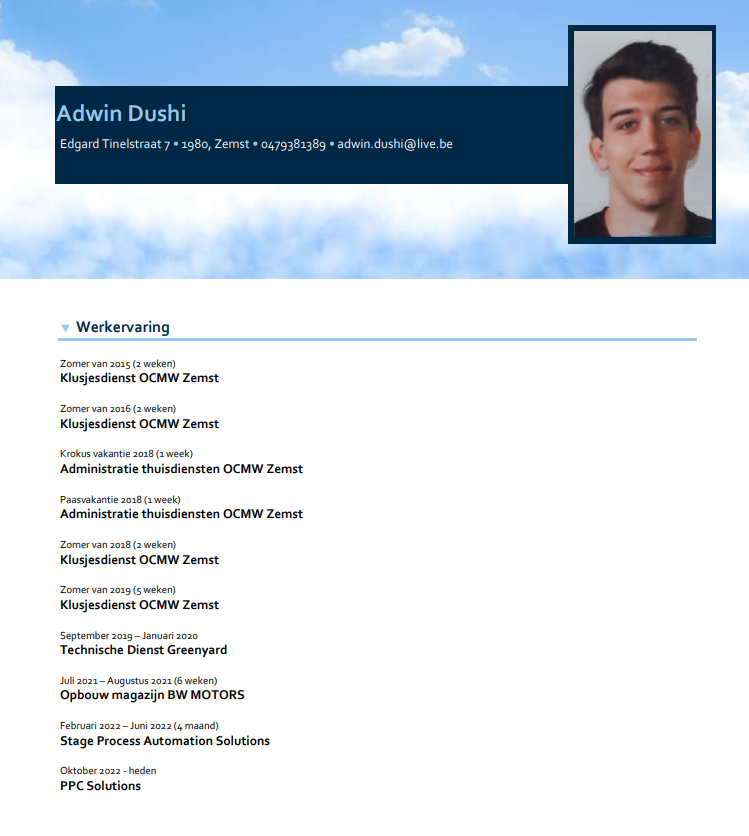 Adwin Dushi
Edgard Tinelstraat 7 • 1980, Zemst • 0479381389 • adwin.dushi@live.be
Werkervaring
Zomer van 2015 (2 weken)
Klusjesdienst OCMW Zemst
Zomer van 2016 (2 weken)
Klusjesdienst OCMW Zemst
Krokus vakantie 2018 (1 week)
Administratie thuisdiensten OCMW Zemst
Paasvakantie 2018 (1 week)
Administratie thuisdiensten OCMW Zemst
Zomer van 2018 (2 weken)
Klusjesdienst OCMW Zemst
Zomer van 2019 (5 weken)
Klusjesdienst OCMW Zemst
September 2019 – Januari 2020
Technische Dienst Greenyard
Juli 2021 – Augustus 2021 (6 weken)
Opbouw magazijn BW MOTORS
Februari 2022 – Juni 2022 (4 maand)
Stage Process Automation Solutions
Oktober 2022 - heden
PPC Solutions